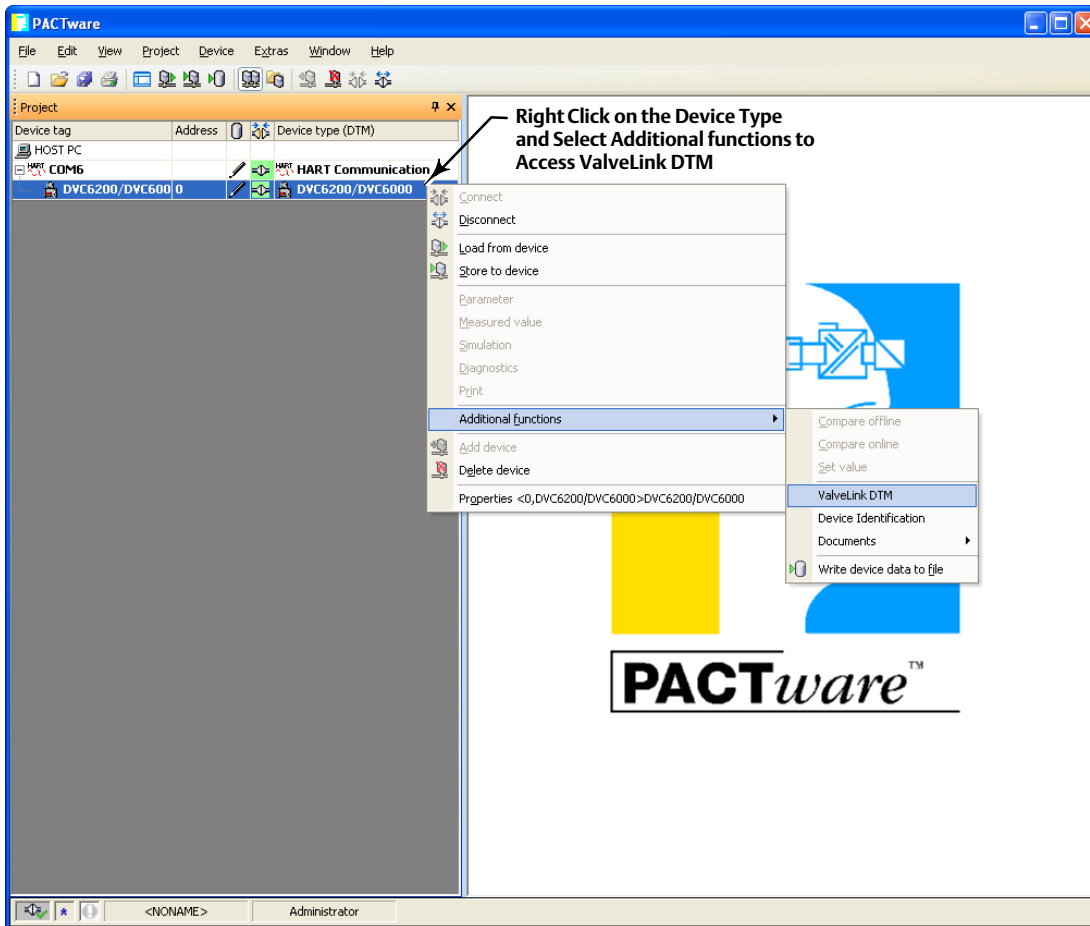 PACTware
File Edit View Project Device Extras Window Help
Project
Device tag Address Device type (DTM)
HOST PC
COM6 HART HART Communication
DVC6200/DVC600 0 DVC6200/DVC6000
Right Click on the Device Type
and Select Additional functions to
Access ValveLink DTM
Connect
Disconnect
Load from device
Store to device
Parameter
Measured value
Simulation
Diagnostics
Print
Additional functions
Add device
Delete device
Properties <0,DVC6200/DVC6000>DVC6200/DVC6000
Compare offline
Compare online
Set value
ValveLink DTM
Device Identification
Documents
Write device data to file
PACTware™
<NONAME> Administrator